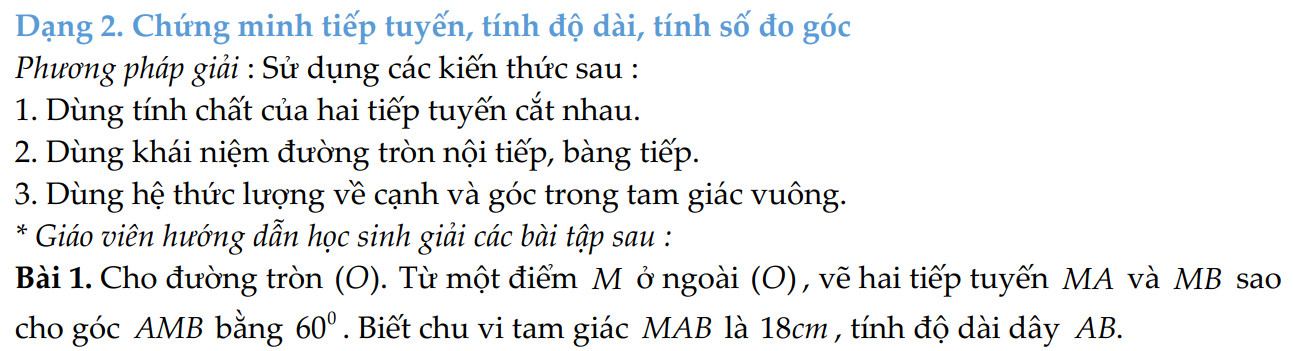 Dạng 2. Chứng minh tiếp tuyến, tính độ dài, tính số đo góc
Phương pháp giải : Sử dụng các kiến thức sau :
1. Dùng tính chất của hai tiếp tuyến cắt nhau.
2. Dùng khái niệm đường tròn nội tiếp, bàng tiếp.
3. Dùng hệ thức lượng về cạnh và góc trong tam giác vuông.
* Giáo viên hướng dẫn học sinh giải các bài tập sau :
Bài 1. Cho đường tròn (O). Từ một điểm M ở ngoài (O), vẽ hai tiếp tuyến MA và MB sao
cho góc AMB bằng 60⁰. Biết chu vi tam giác MAB là 18cm, tính độ dài dây AB.